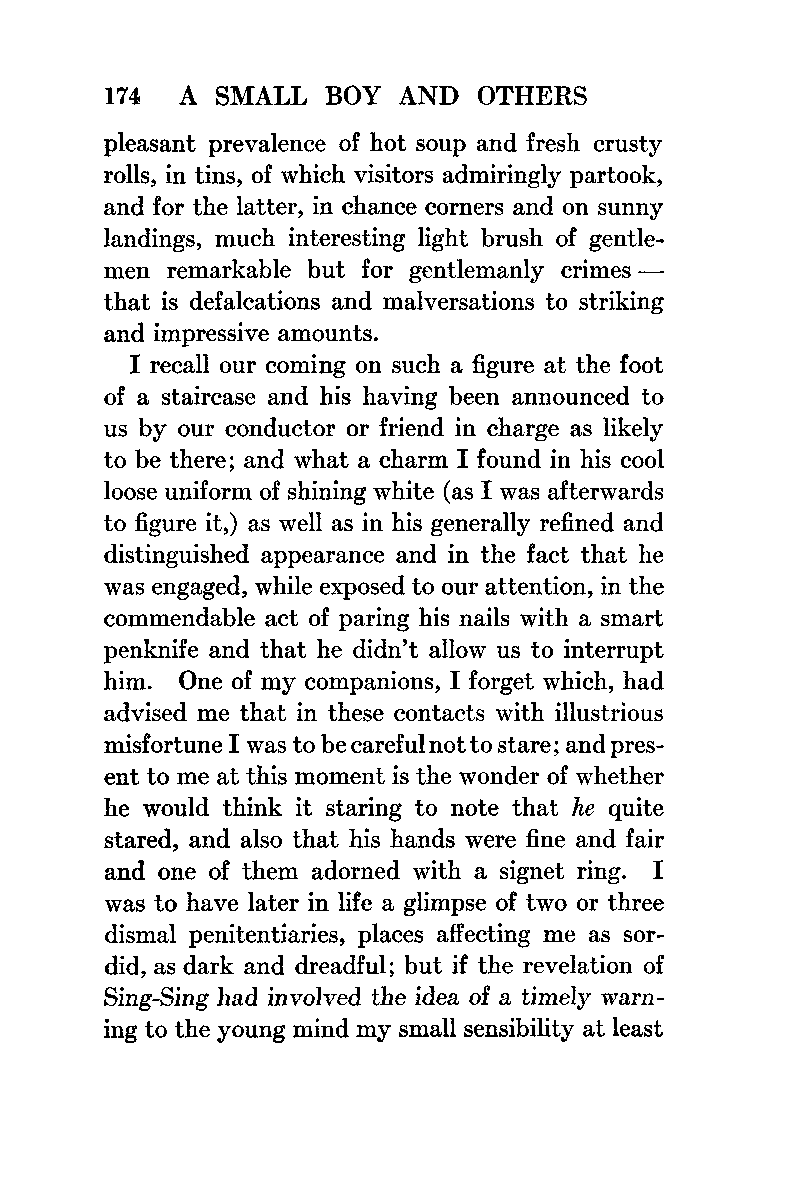 174 A SMALL BOY AND OTHERS
pleasant prevalence of hot soup and fresh crusty
rolls, in tins, of which visitors admiringly partook,
and for the latter, in chance corners and on sunny
landings, much interesting light brush of gentle-
men remarkable but for gentlemanly crimes —
that is defalcations and malversations to striking
and impressive amounts.
I recall our coming on such a figure at the foot
of a staircase and his having been announced to
us by our conductor or friend in charge as likely
to be there; and what a charm I found in his cool
loose uniform of shining white (as I was afterwards
to figure it,) as well as in his generally refined and
distinguished appearance and in the fact that he
was engaged, while exposed to our attention, in the
commendable act of paring his nails with a smart
penknife and that he didn't allow us to interrupt
him. One of my companions, I forget which, had
advised me that in these contacts with illustrious
misfortune I was to be careful not to stare; and pres-
ent to me at this moment is the wonder of whether
he would think it staring to note that he quite
stared, and also that his hands were fine and fair
and one of them adorned with a signet ring. I
was to have later in life a glimpse of two or three
dismal penitentiaries, places affecting me as sor-
did, as dark and dreadful; but if the revelation of
Sing-Sing had involved the idea of a timely warn-
ing to the young mind my small sensibility at least